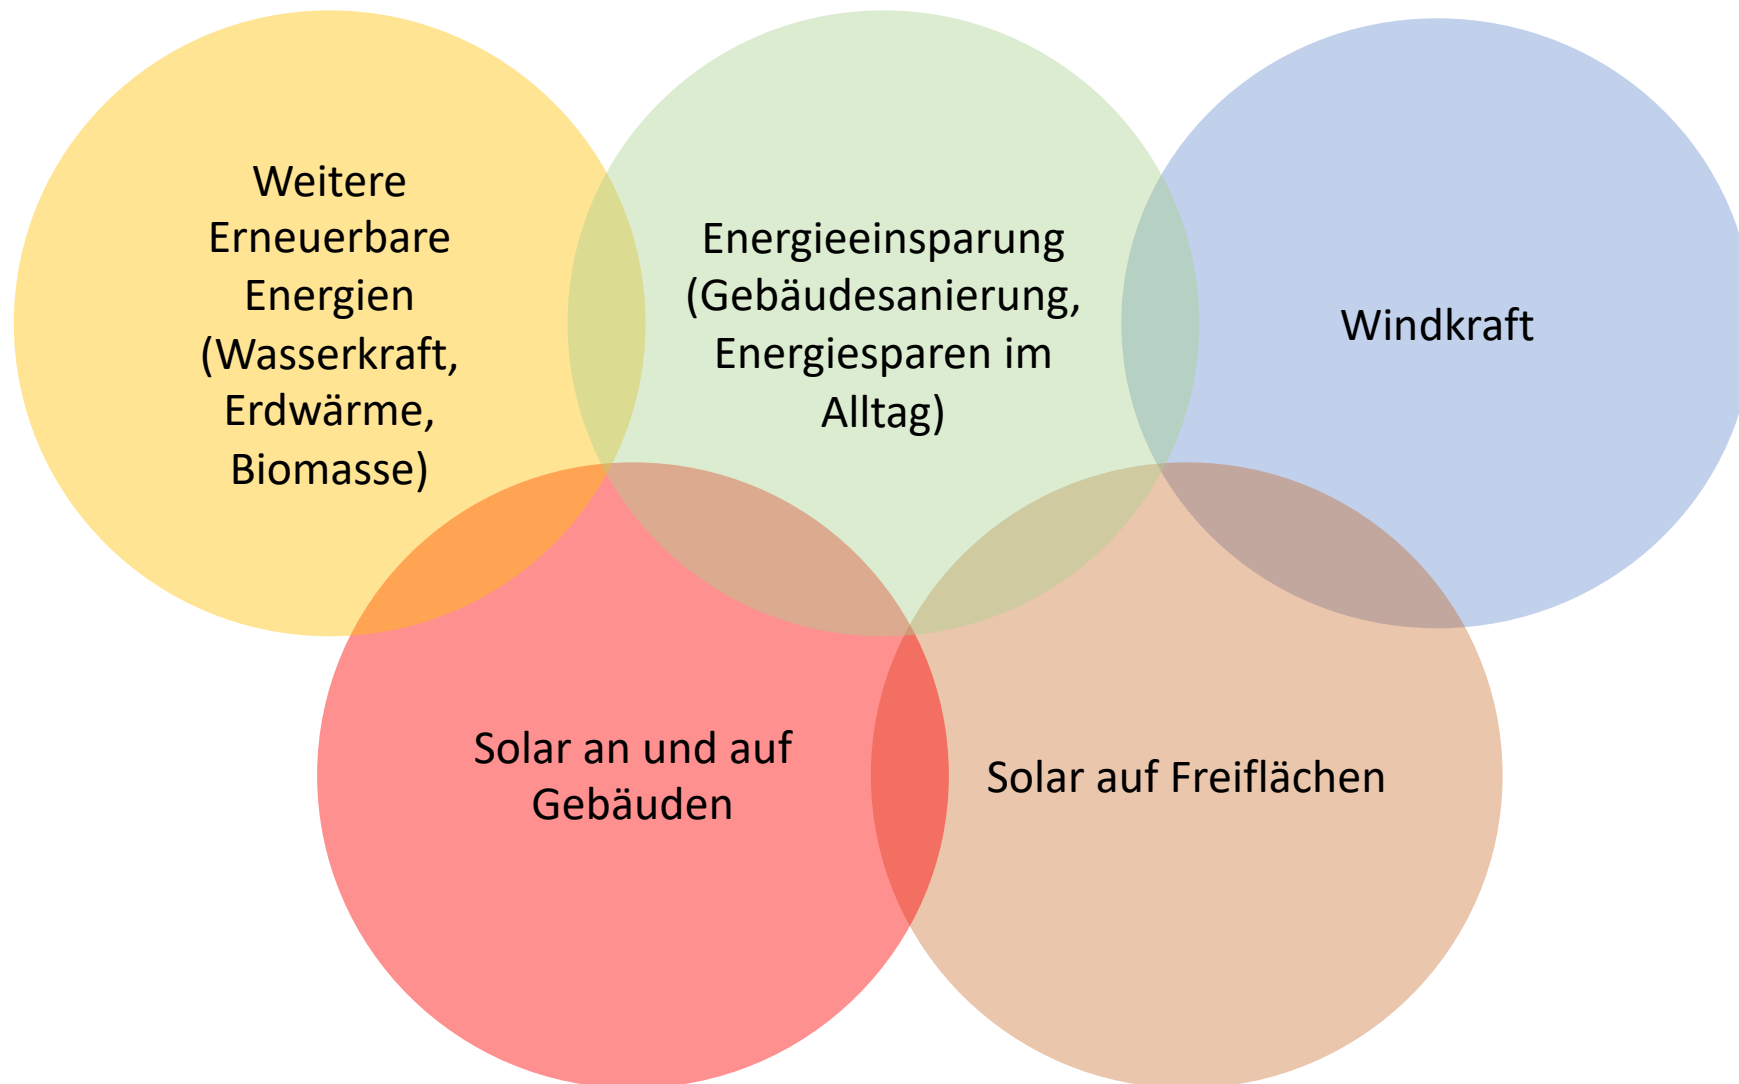 Weitere
Erneuerbare
Energien
(Wasserkraft,
Erdwärme,
Biomasse)
Energieeinsparung
(Gebäudesanierung,
Energiesparen im
Alltag)
Windkraft
Solar an und auf
Gebäuden
Solar auf Freiflächen